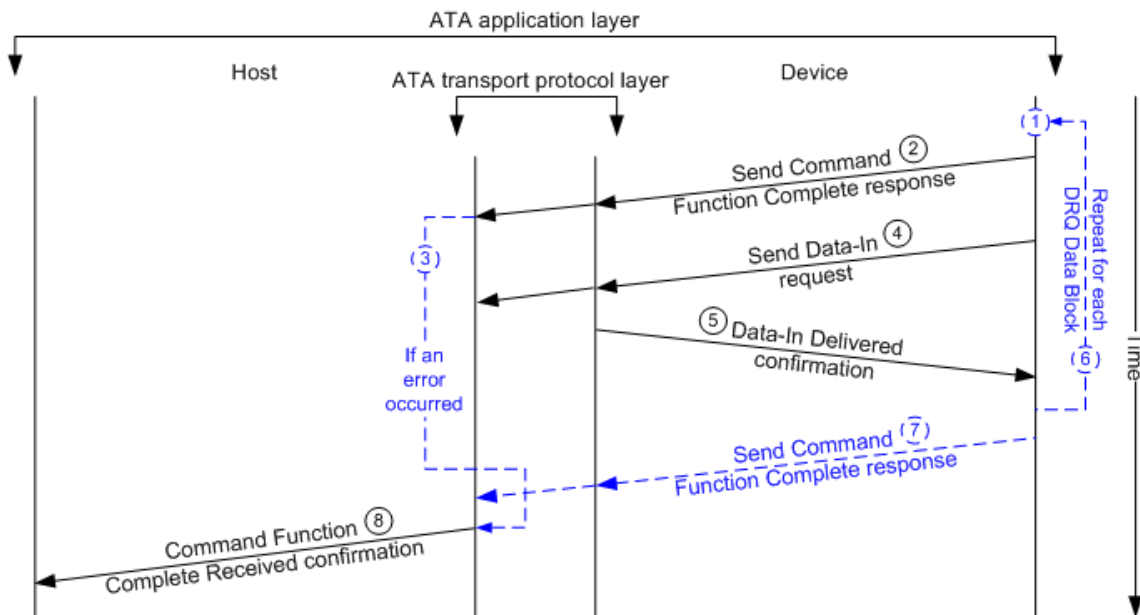 ATA application layer
Host
Device
ATA transport protocol layer
1
Send Command 2
Function Complete response
Repeat for each
DRQ Data Block
3
Send Data-In 4
request
5 Data-In Delivered
confirmation
6
Time
If an
error
occurred
Send Command 7
Function Complete response
Command Function 8
Complete Received confirmation